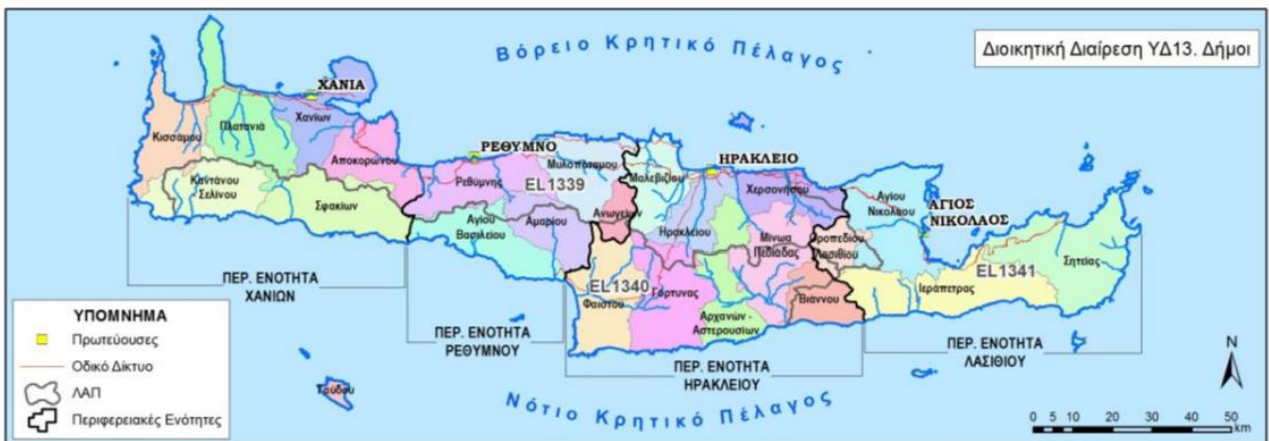 Βόρειο Κρητικό Πέλαγος
Διοικητική Διαίρεση ΥΔ13. Δήμοι
ΧΑΝΙΑ
Χανίων
Πλατανιά
Κισσάμου
Αποκορώνου
Καντάνου
Σελίνου
Σφακίων
ΡΕΘΥΜΝΟ
Ρεθύμνης
Μυλοποτάμου
EL1339
Ανωγείων
Αγίου
Βασιλείου
Αμαρίου
ΗΡΑΚΛΕΙΟ
Μαλεβιζίου
Χερσονήσου
Ηρακλείου
Μινώα
Πεδιάδας
EL1340
Φαιστού
Γόρτυνας
Αρχανών -
Αστερουσίων
Βιάννου
Αγίου
Νικολάου
ΑΓΙΟΣ
ΝΙΚΟΛΑΟΣ
Οροπεδίου
Λασιθίου
Σητείας
EL1341
Ιεράπετρας
ΠΕΡ. ΕΝΟΤΗΤΑ
ΧΑΝΙΩΝ
ΠΕΡ. ΕΝΟΤΗΤΑ
ΡΕΘΥΜΝΟΥ
ΠΕΡ. ΕΝΟΤΗΤΑ
ΗΡΑΚΛΕΙΟΥ
ΠΕΡ. ΕΝΟΤΗΤΑ
ΛΑΣΙΘΙΟΥ
Γαύδου
Νότιο Κρητικό Πέλαγος
ΥΠΟΜΝΗΜΑ
Πρωτεύουσες
Οδικό Δίκτυο
ΛΑΠ
Περιφερειακές Ενότητες
N
0 5 10 20 30 40 50
km